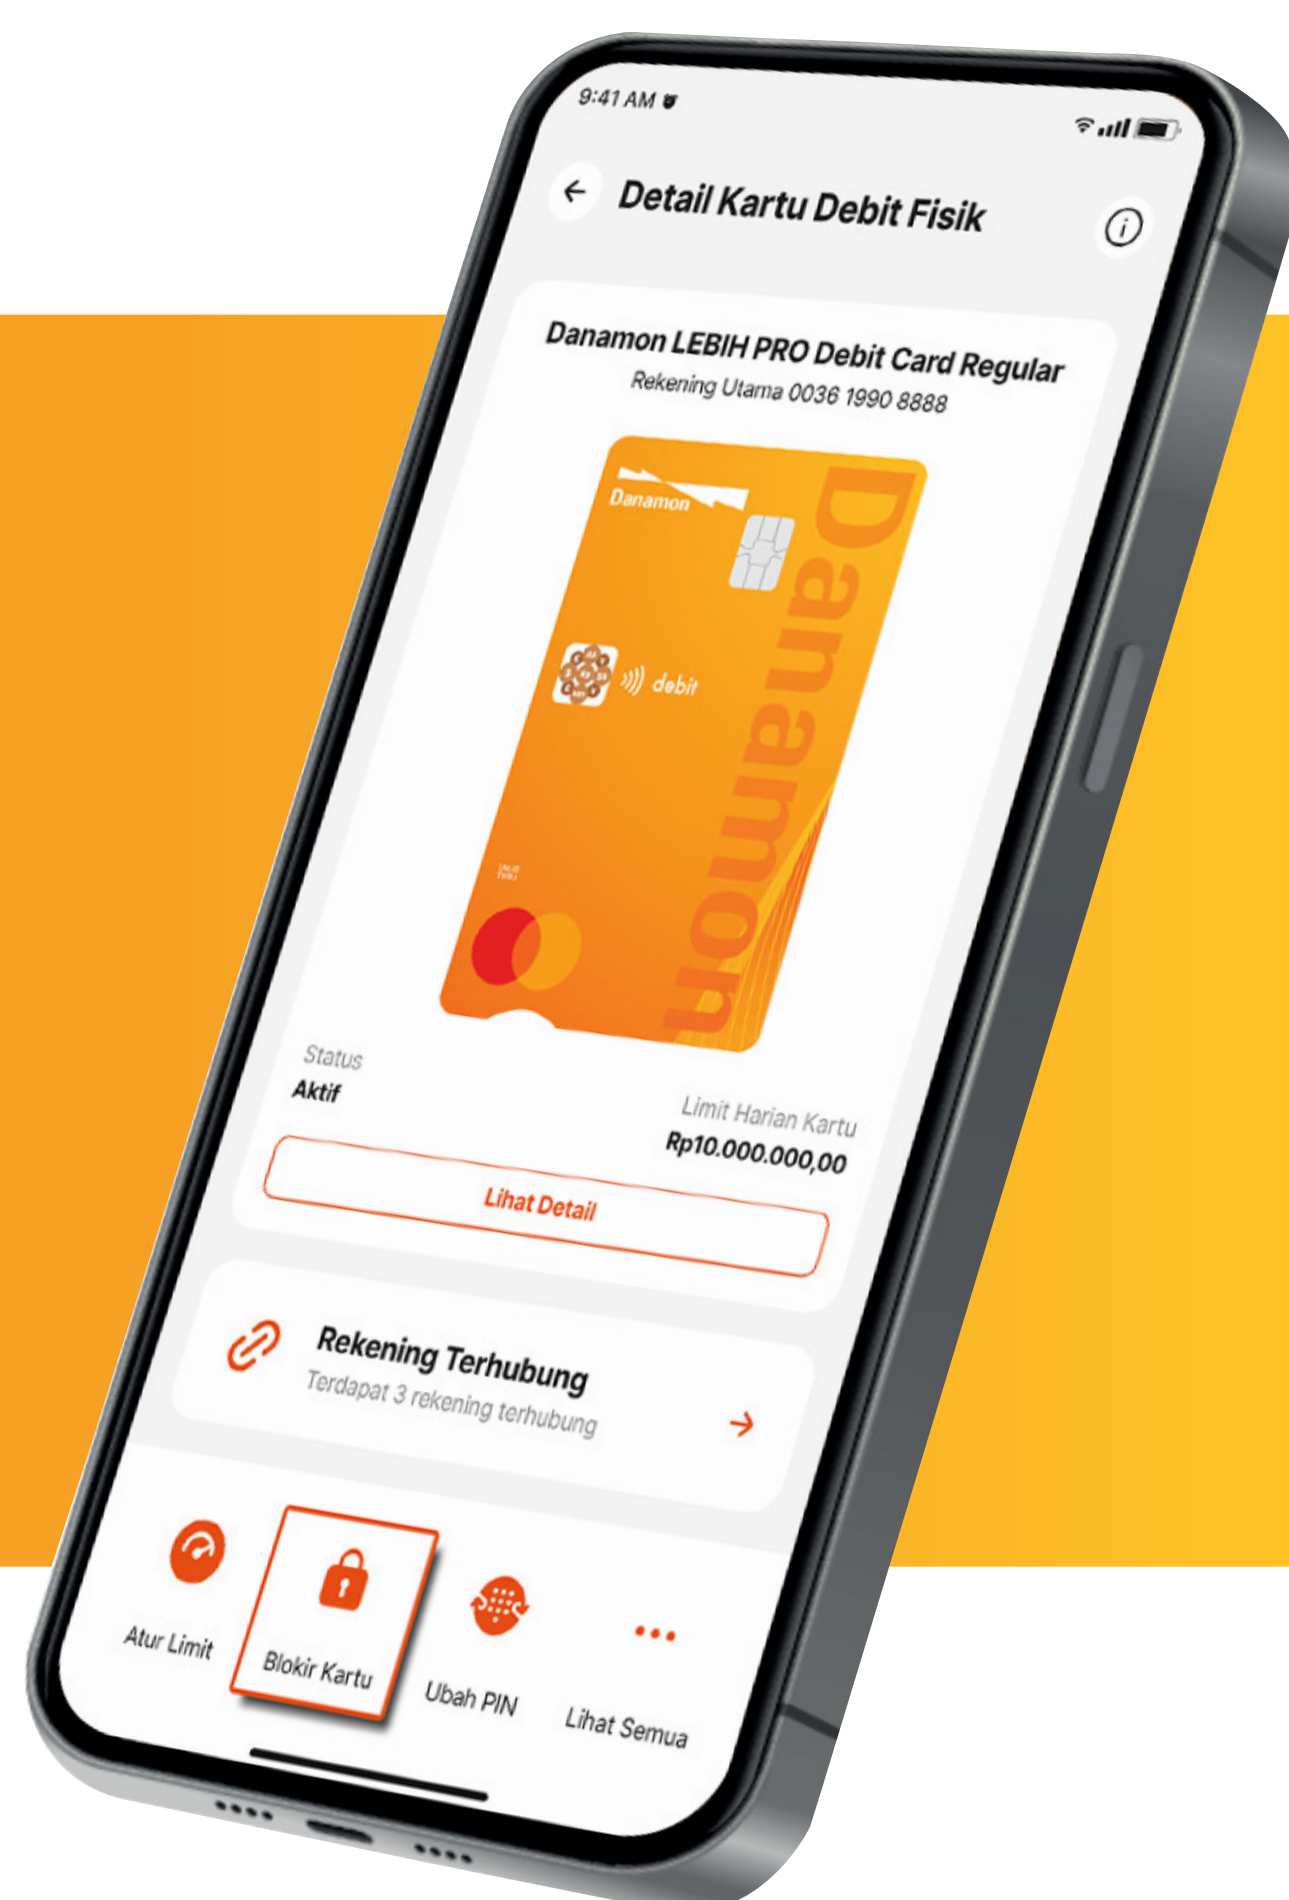 9:41 AM
Detail Kartu Debit Fisik
Danamon LEBIH PRO Debit Card Regular
Rekening Utama 0036 1990 8888
Danamon
Danamon
debit
Status
Aktif
Limit Harian Kartu
Rp10.000.000,00
Lihat Detail
Rekening Terhubung
Terdapat 3 rekening terhubung
Atur Limit
Blokir Kartu
Ubah PIN
Lihat Semua